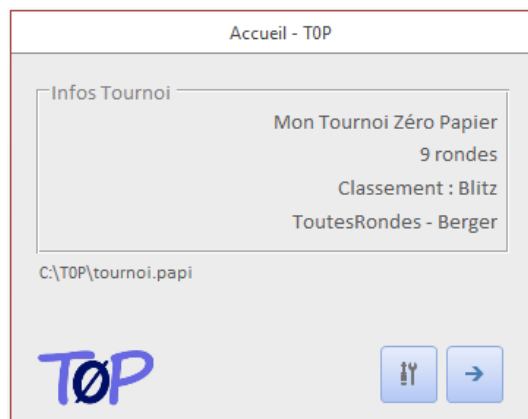 Accueil - T0P
Infos Tournoi
Mon Tournoi Zéro Papier
9 rondes
Classement : Blitz
ToutesRondes - Berger
C:\T0P\tournoi.papi
TØP